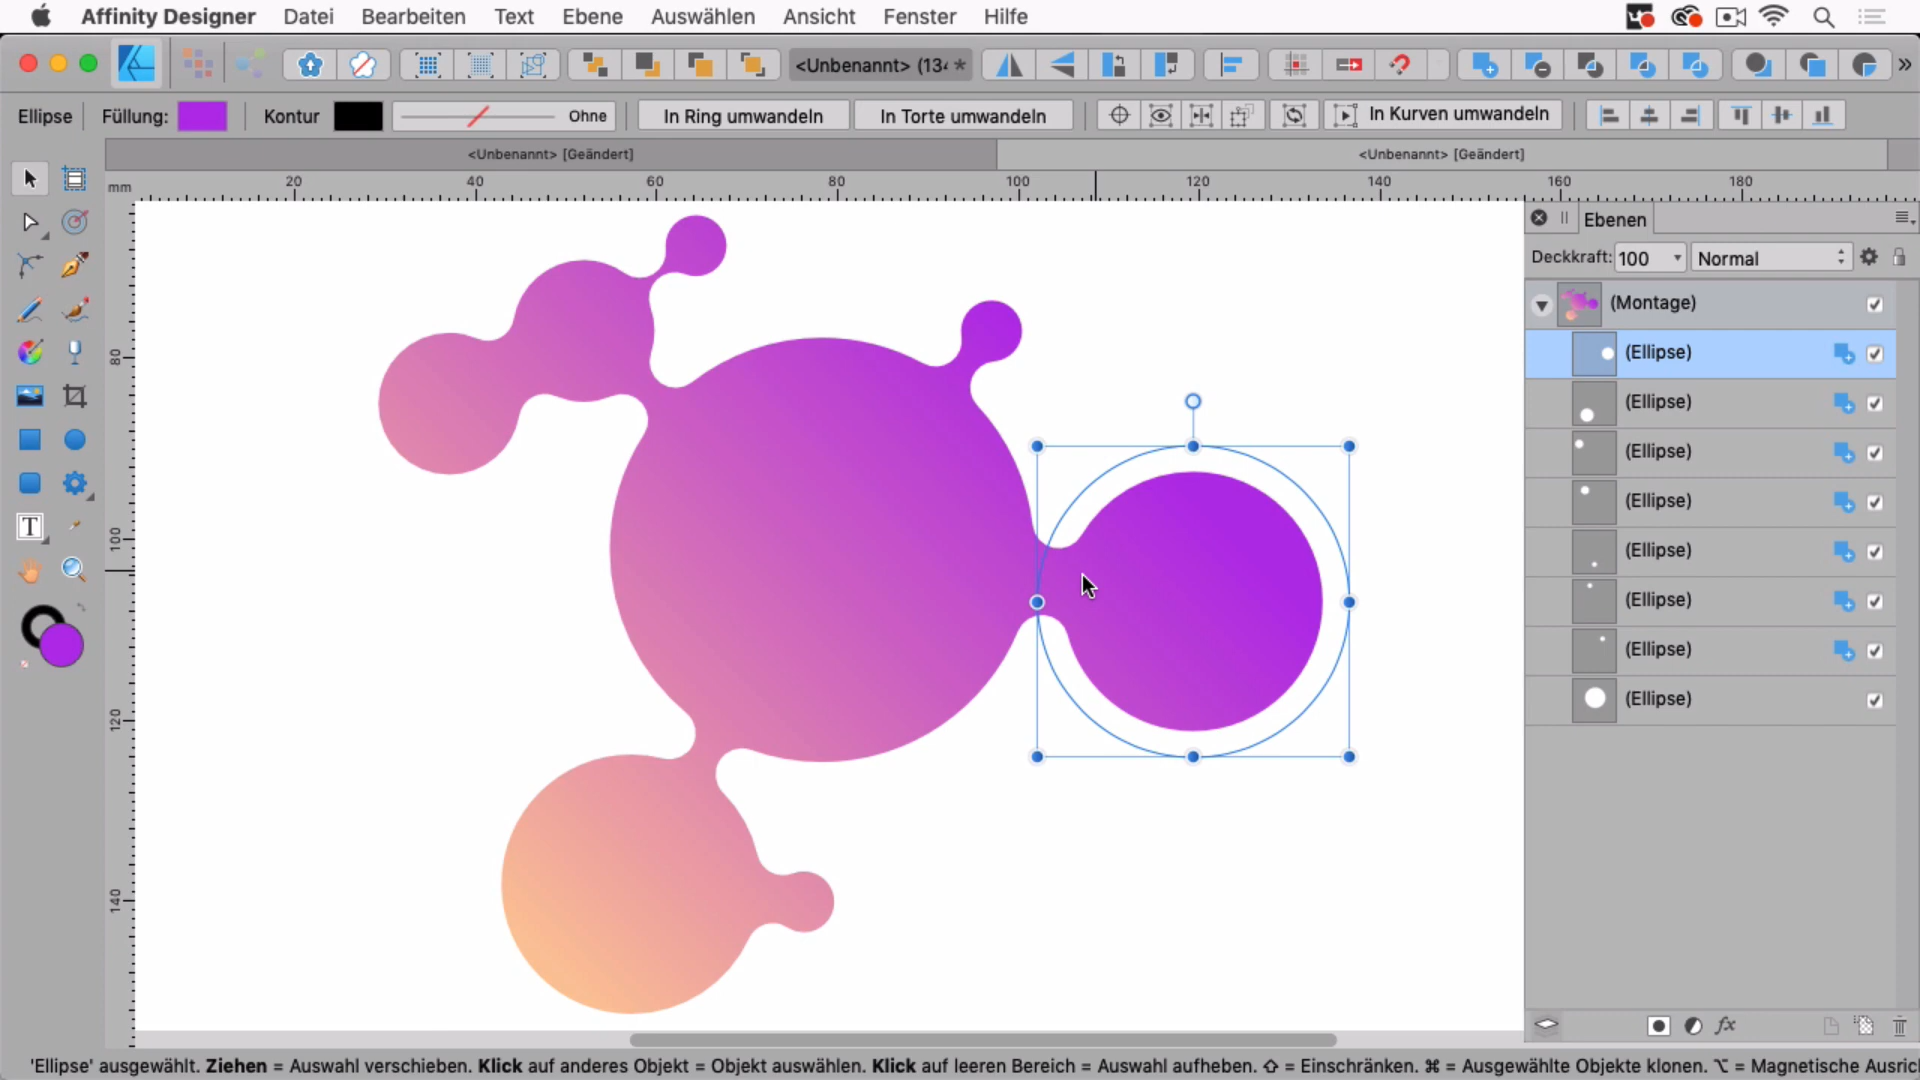 Affinity Designer Datei Bearbeiten Text Ebene Auswählen Ansicht Fenster Hilfe
<Unbenannt> (134 *
Ellipse Füllung: Kontur Ohne In Ring umwandeln In Torte umwandeln In Kurven umwandeln
<Unbenannt> [Geändert] <Unbenannt> [Geändert]
mm 20 40 60 80 100 120 140 160 180
80
100
120
140
Ebenen
Deckkraft: 100 Normal
(Montage)
(Ellipse)
(Ellipse)
(Ellipse)
(Ellipse)
(Ellipse)
(Ellipse)
(Ellipse)
(Ellipse)
T
fx
'Ellipse' ausgewählt. Ziehen = Auswahl verschieben. Klick auf anderes Objekt = Objekt auswählen. Klick auf leeren Bereich = Auswahl aufheben. ⇧ = Einschränken. ⌘ = Ausgewählte Objekte klonen. ⌥ = Magnetische Ausric